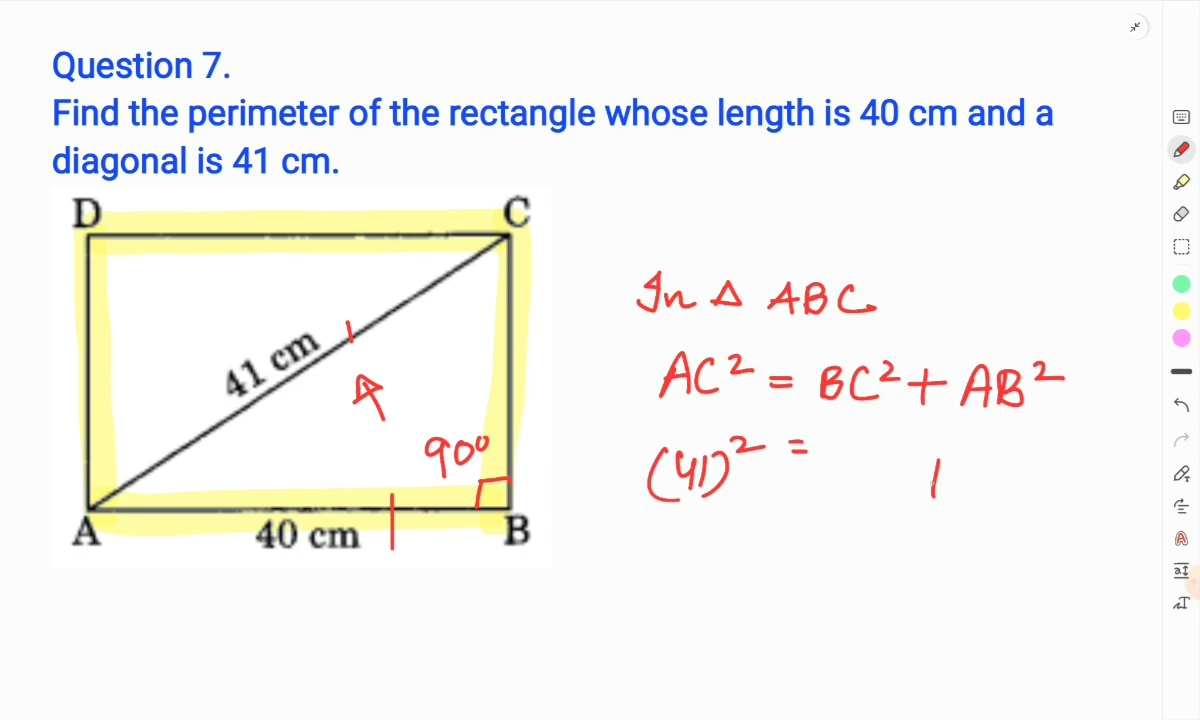 Question 7.
Find the perimeter of the rectangle whose length is 40 cm and a
diagonal is 41 cm.
D C
41 cm
90°
A 40 cm B
In Δ ABC
AC² = BC² + AB²
(41)² =